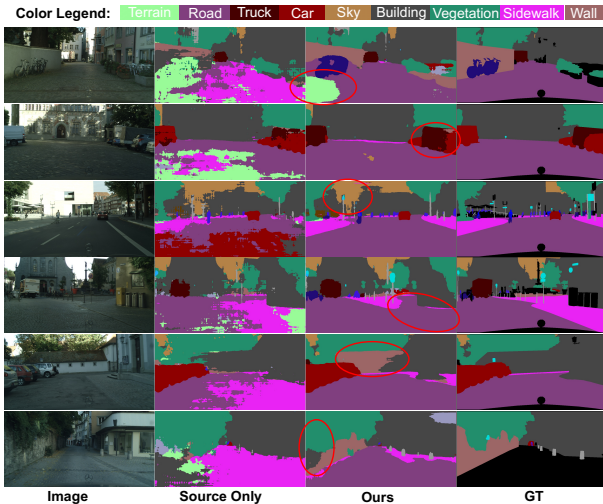 Color Legend: Terrain Road Truck Car Sky Building Vegetation Sidewalk Wall
Image Source Only Ours GT